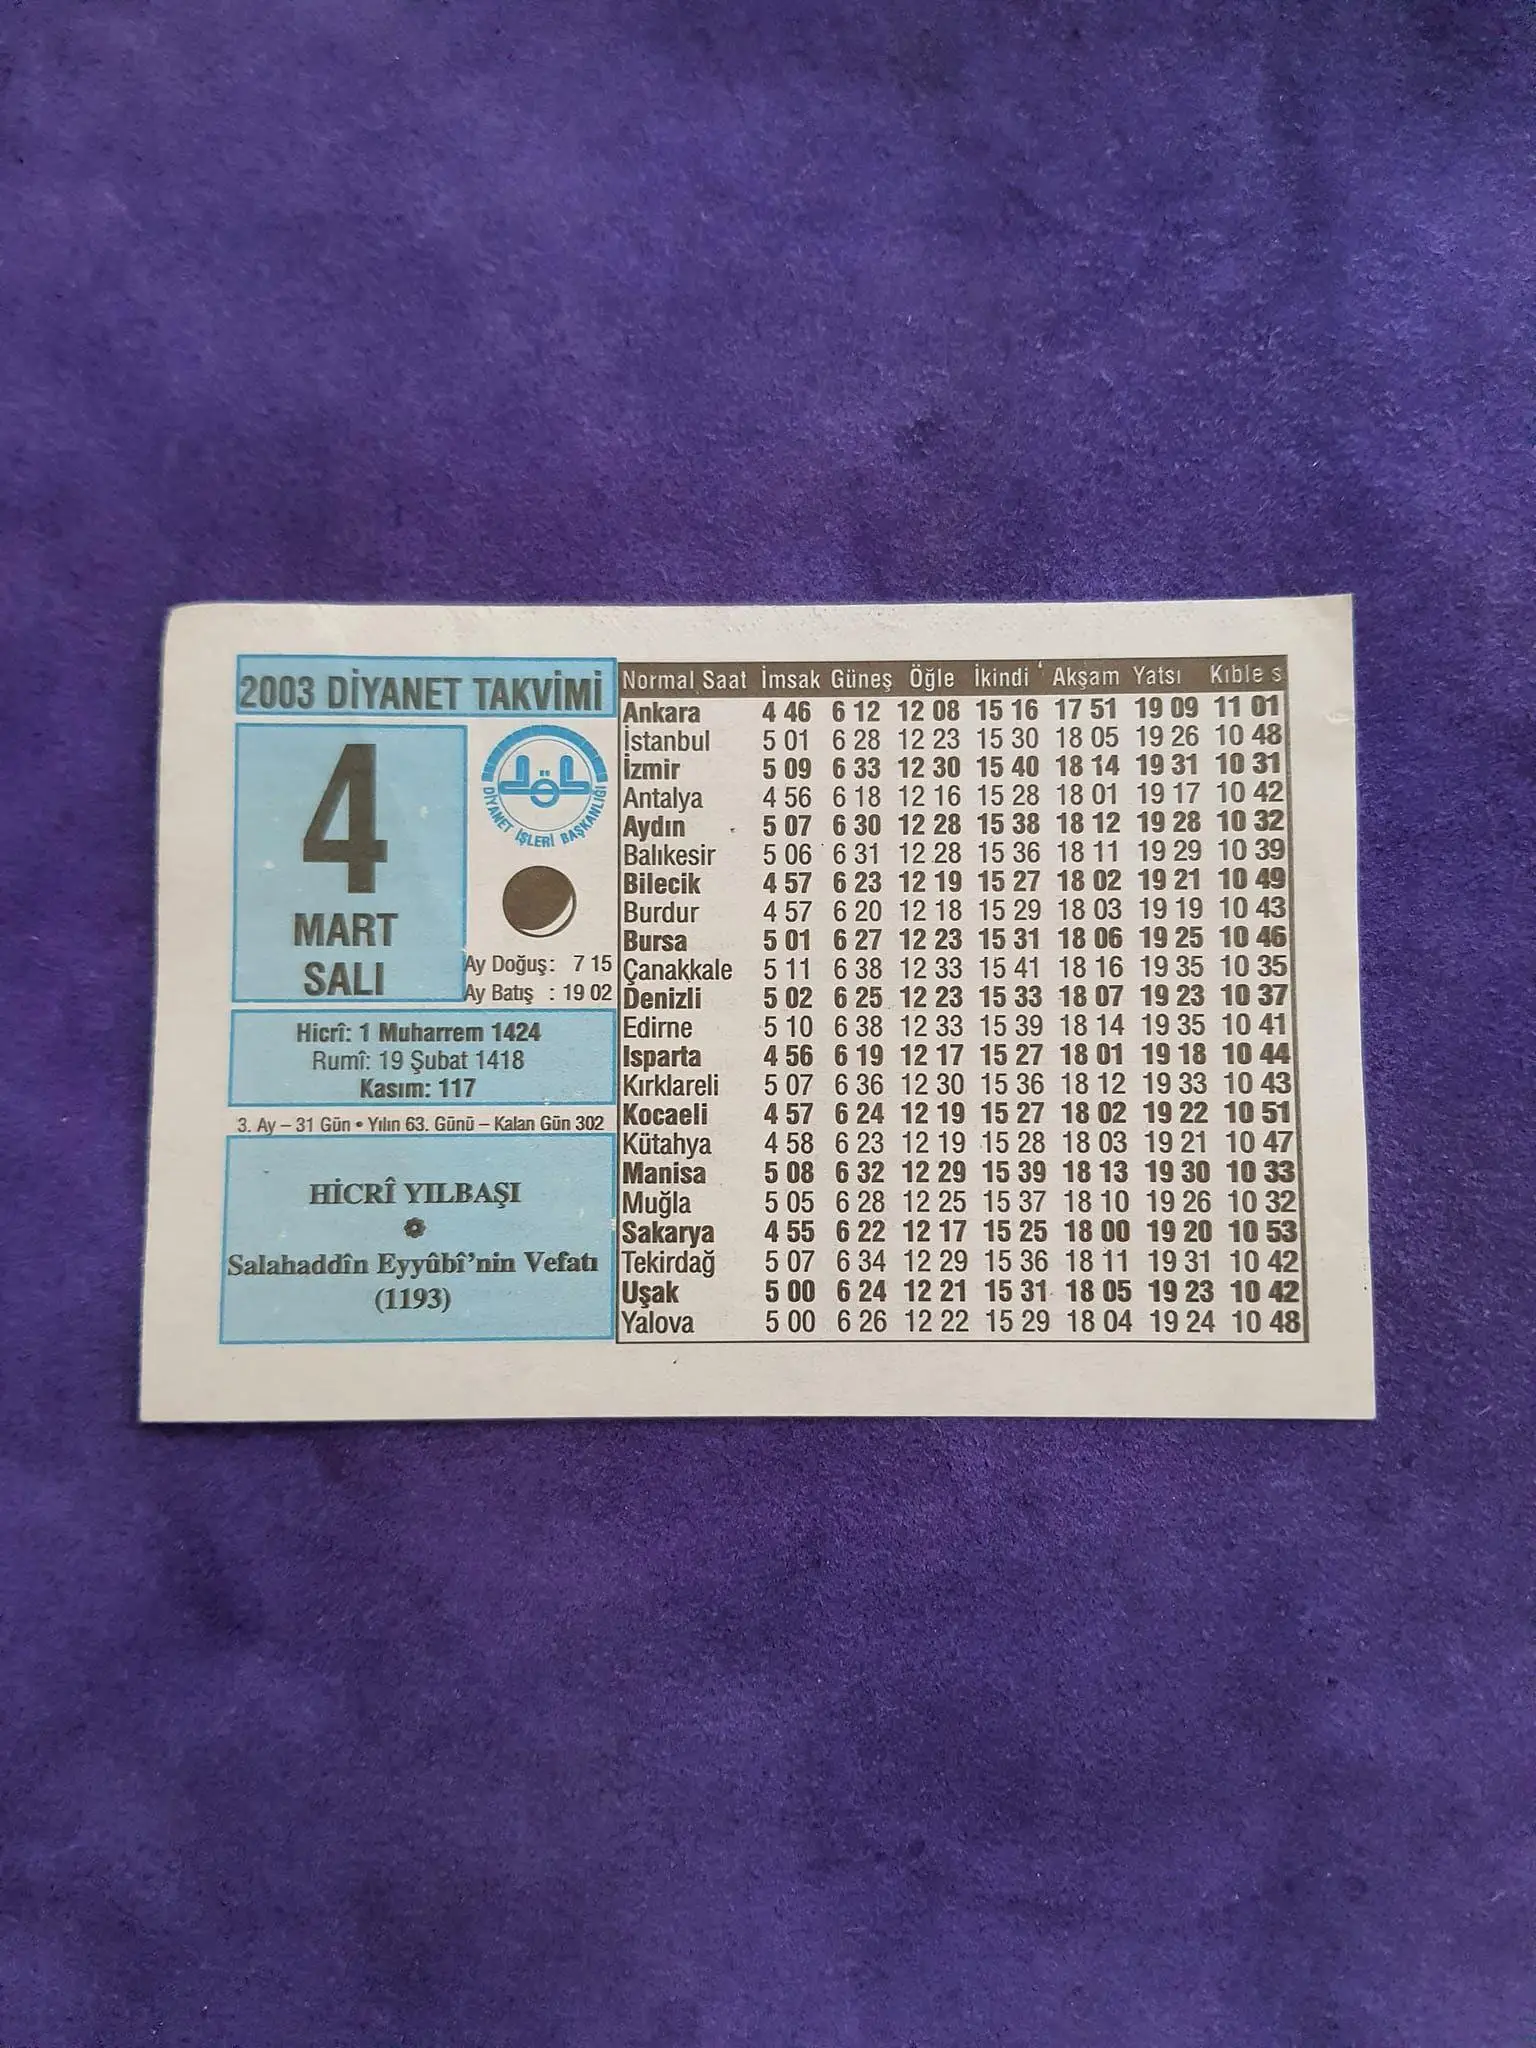 2003 DİYANET TAKVİMİ
4
MART
SALI
DİYANET İŞLERİ BAŞKANLIĞI
Ay Doğuş: 7 15
Ay Batış : 19 02
Hicrî: 1 Muharrem 1424
Rumî: 19 Şubat 1418
Kasım: 117
3. Ay – 31 Gün • Yılın 63. Günü – Kalan Gün 302
HİCRÎ YILBAŞI
Salahaddîn Eyyûbî'nin Vefatı
(1193)
Normal Saat İmsak Güneş Öğle İkindi Akşam Yatsı Kıble s
Ankara 4 46 6 12 12 08 15 16 17 51 19 09 11 01
İstanbul 5 01 6 28 12 23 15 30 18 05 19 26 10 48
İzmir 5 09 6 33 12 30 15 40 18 14 19 31 10 31
Antalya 4 56 6 18 12 16 15 28 18 01 19 17 10 42
Aydın 5 07 6 30 12 28 15 38 18 12 19 28 10 32
Balıkesir 5 06 6 31 12 28 15 36 18 11 19 29 10 39
Bilecik 4 57 6 23 12 19 15 27 18 02 19 21 10 49
Burdur 4 57 6 20 12 18 15 29 18 03 19 19 10 43
Bursa 5 01 6 27 12 23 15 31 18 06 19 25 10 46
Çanakkale 5 11 6 38 12 33 15 41 18 16 19 35 10 35
Denizli 5 02 6 25 12 23 15 33 18 07 19 23 10 37
Edirne 5 10 6 38 12 33 15 39 18 14 19 35 10 41
Isparta 4 56 6 19 12 17 15 27 18 01 19 18 10 44
Kırklareli 5 07 6 36 12 30 15 36 18 12 19 33 10 43
Kocaeli 4 57 6 24 12 19 15 27 18 02 19 22 10 51
Kütahya 4 58 6 23 12 19 15 28 18 03 19 21 10 47
Manisa 5 08 6 32 12 29 15 39 18 13 19 30 10 33
Muğla 5 05 6 28 12 25 15 37 18 10 19 26 10 32
Sakarya 4 55 6 22 12 17 15 25 18 00 19 20 10 53
Tekirdağ 5 07 6 34 12 29 15 36 18 11 19 31 10 42
Uşak 5 00 6 24 12 21 15 31 18 05 19 23 10 42
Yalova 5 00 6 26 12 22 15 29 18 04 19 24 10 48